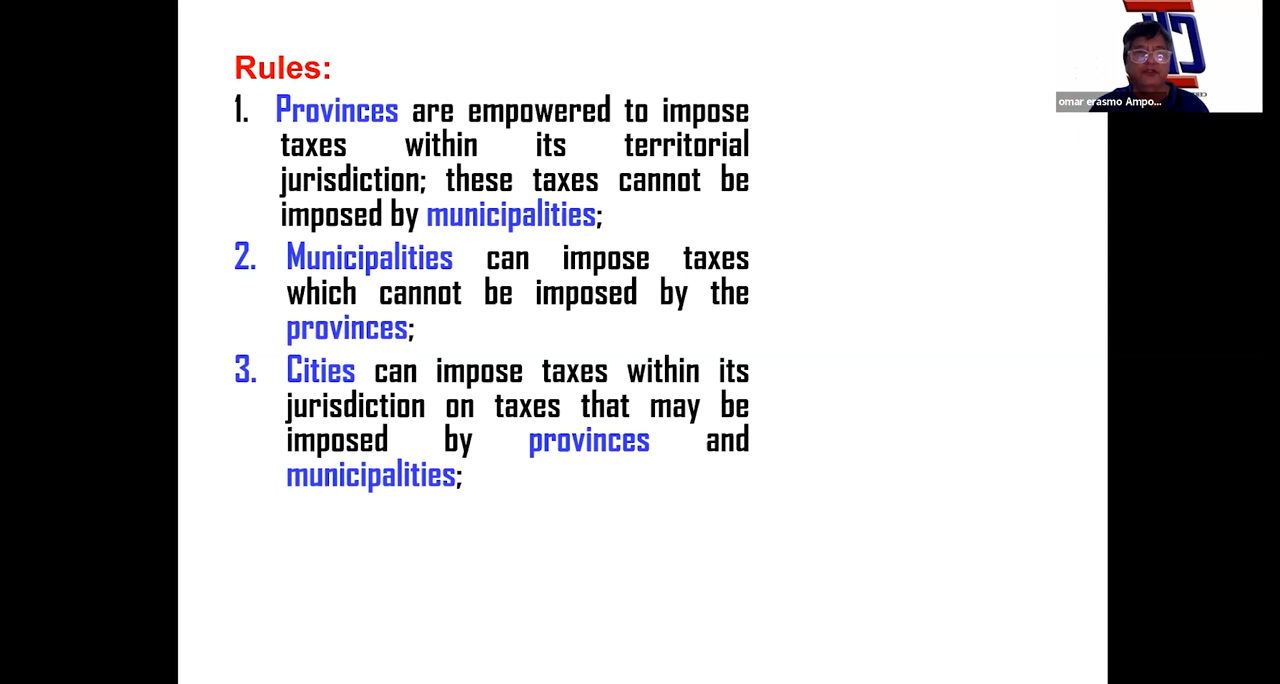 Rules:
1. Provinces are empowered to impose
taxes within its territorial
jurisdiction; these taxes cannot be
imposed by municipalities;
2. Municipalities can impose taxes
which cannot be imposed by the
provinces;
3. Cities can impose taxes within its
jurisdiction on taxes that may be
imposed by provinces and
municipalities;
omar erasmo Ampo...